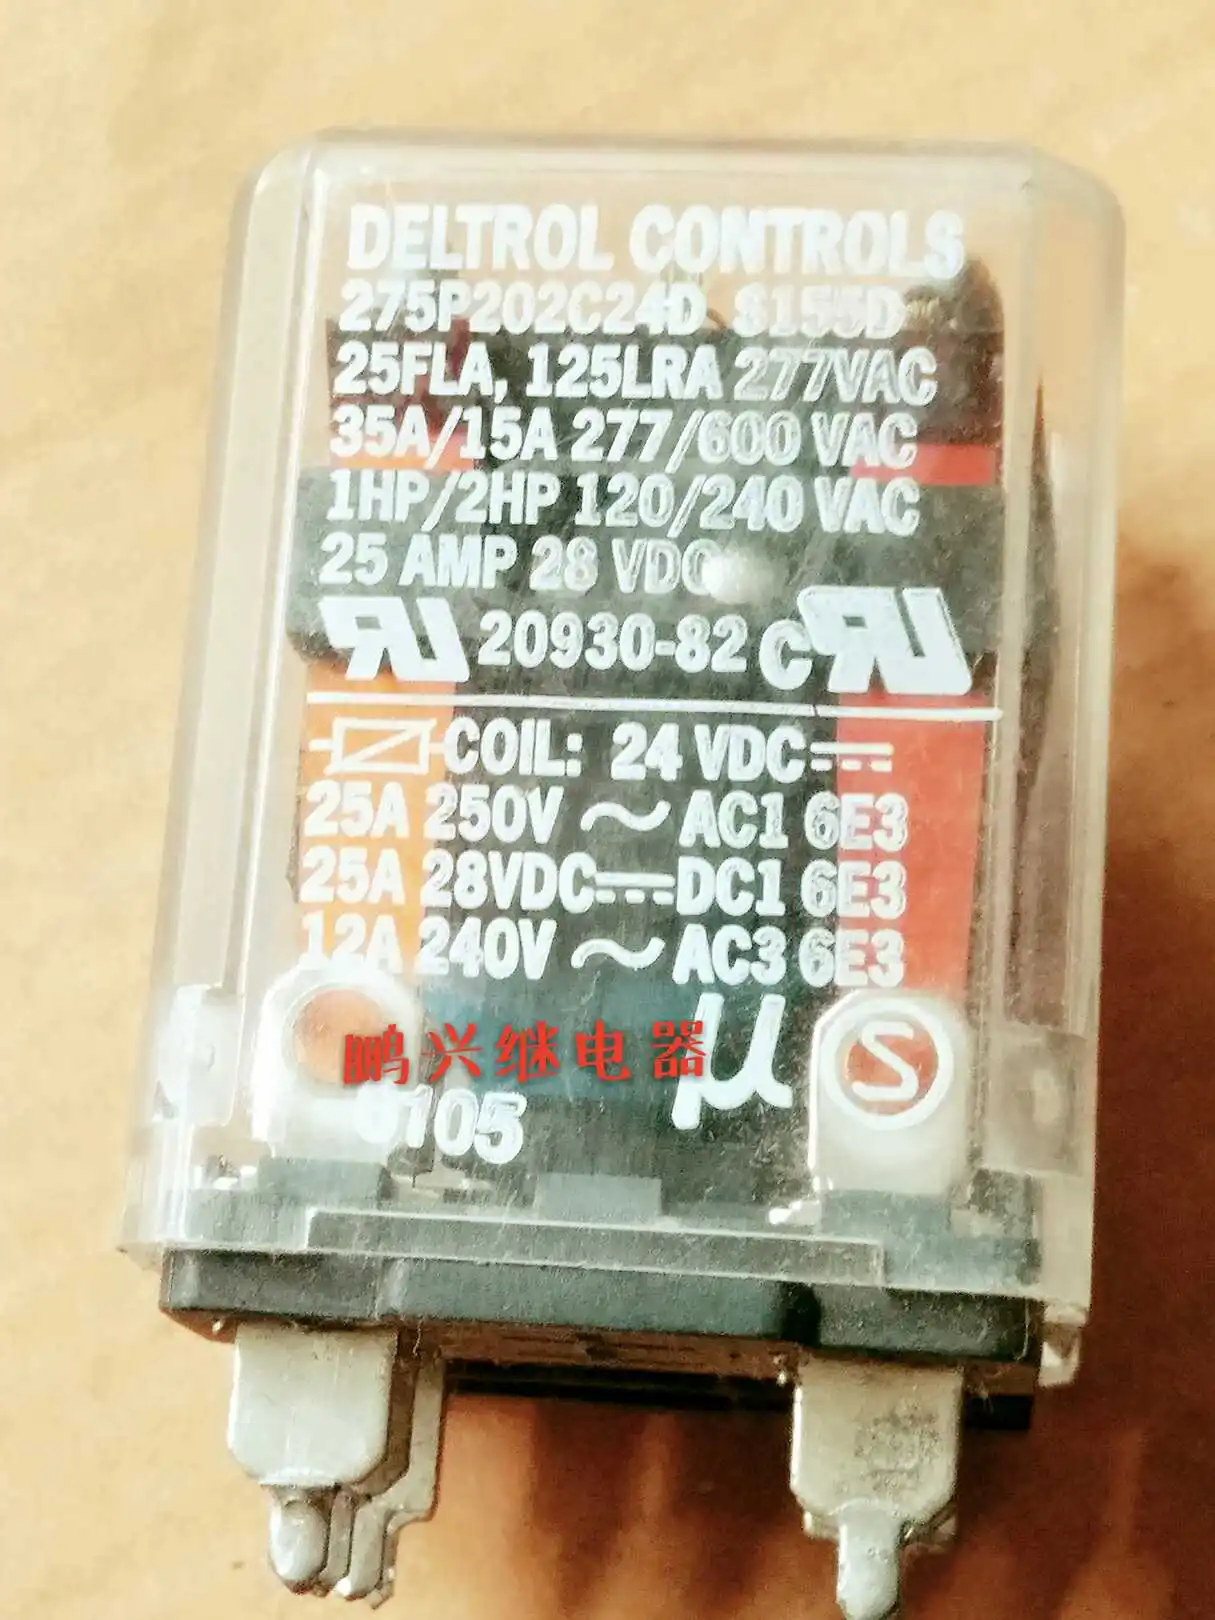 DELTROL CONTROLS
275P202C24D S155D
25FLA, 125LRA 277VAC
35A/15A 277/600 VAC
1HP/2HP 120/240 VAC
25 AMP 28 VDC
RU 20930-82 C RU
COIL: 24 VDC
25A 250V ~ AC1 6E3
25A 28VDC DC1 6E3
12A 240V ~ AC3 6E3
µ S
鹏兴继电器
0105